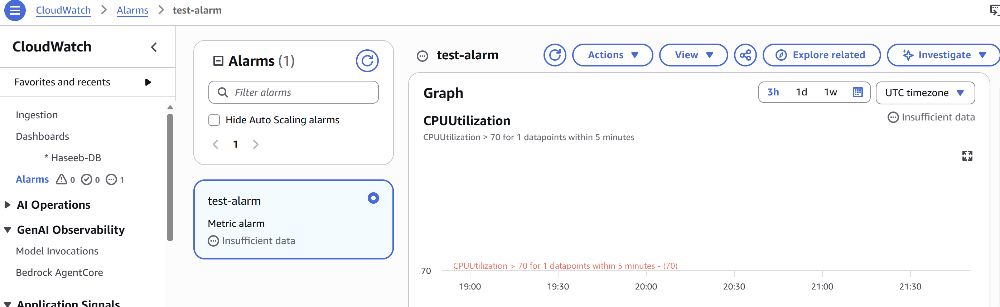 CloudWatch > Alarms > test-alarm
CloudWatch
Favorites and recents
Ingestion
Dashboards
* Haseeb-DB
Alarms 0 0 1
AI Operations
GenAI Observability
Model Invocations
Bedrock AgentCore
Application Signals
Alarms (1)
Filter alarms
Hide Auto Scaling alarms
1
test-alarm
Metric alarm
Insufficient data
test-alarm
Actions
View
Explore related
Investigate
Graph
3h 1d 1w
UTC timezone
CPUUtilization
Insufficient data
CPUUtilization > 70 for 1 datapoints within 5 minutes
CPUUtilization > 70 for 1 datapoints within 5 minutes - (70)
70
19:00 19:30 20:00 20:30 21:00 21:30